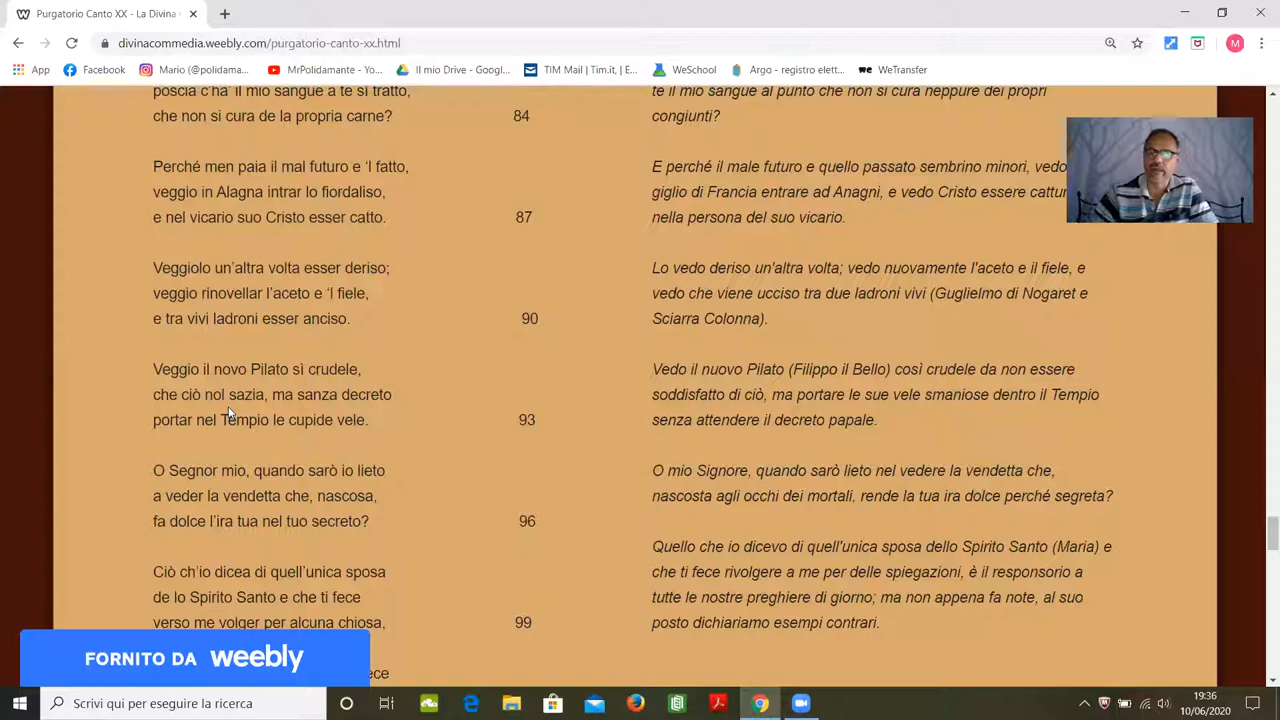 Purgatorio Canto XX - La Divina
divinacommedia.weebly.com/purgatorio-canto-xx.html
App Facebook Mario (@polidama... MrPolidamante - Yo... Il mio Drive - Googl... TIM Mail | Tim.it, | E... WeSchool Argo - registro elett... WeTransfer
poscia c'ha' il mio sangue a te sì tratto,
che non si cura de la propria carne?
84
te il mio sangue al punto che non si cura neppure dei propri
congiunti?
Perché men paia il mal futuro e 'l fatto,
veggio in Alagna intrar lo fiordaliso,
e nel vicario suo Cristo esser catto.
87
E perché il male futuro e quello passato sembrino minori, vedo
giglio di Francia entrare ad Anagni, e vedo Cristo essere cattur
nella persona del suo vicario.
Veggiolo un'altra volta esser deriso;
veggio rinovellar l'aceto e 'l fiele,
e tra vivi ladroni esser anciso.
90
Lo vedo deriso un'altra volta; vedo nuovamente l'aceto e il fiele, e
vedo che viene ucciso tra due ladroni vivi (Guglielmo di Nogaret e
Sciarra Colonna).
Veggio il novo Pilato sì crudele,
che ciò nol sazia, ma sanza decreto
portar nel Tempio le cupide vele.
93
Vedo il nuovo Pilato (Filippo il Bello) così crudele da non essere
soddisfatto di ciò, ma portare le sue vele smaniose dentro il Tempio
senza attendere il decreto papale.
O Segnor mio, quando sarò io lieto
a veder la vendetta che, nascosa,
fa dolce l'ira tua nel tuo secreto?
96
O mio Signore, quando sarò lieto nel vedere la vendetta che,
nascosta agli occhi dei mortali, rende la tua ira dolce perché segreta?
Ciò ch'io dicea di quell'unica sposa
de lo Spirito Santo e che ti fece
verso me volger per alcuna chiosa,
99
Quello che io dicevo di quell'unica sposa dello Spirito Santo (Maria) e
che ti fece rivolgere a me per delle spiegazioni, è il responsorio a
tutte le nostre preghiere di giorno; ma non appena fa notte, al suo
posto dichiariamo esempi contrari.
ece
FORNITO DA weebly
Scrivi qui per eseguire la ricerca
19:36
10/06/2020